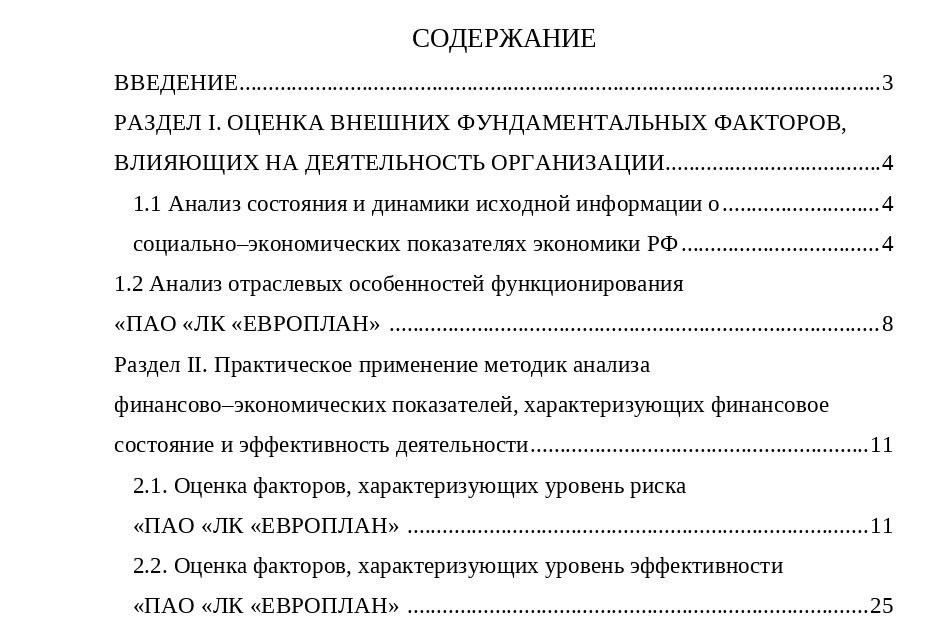 СОДЕРЖАНИЕ
ВВЕДЕНИЕ....................................................................................................3
РАЗДЕЛ I. ОЦЕНКА ВНЕШНИХ ФУНДАМЕНТАЛЬНЫХ ФАКТОРОВ,
ВЛИЯЮЩИХ НА ДЕЯТЕЛЬНОСТЬ ОРГАНИЗАЦИИ....................................4
1.1 Анализ состояния и динамики исходной информации о...........................4
социально–экономических показателях экономики РФ..................................4
1.2 Анализ отраслевых особенностей функционирования
«ПАО «ЛК «ЕВРОПЛАН» ....................................................................................8
Раздел II. Практическое применение методик анализа
финансово–экономических показателей, характеризующих финансовое
состояние и эффективность деятельности..........................................................11
2.1. Оценка факторов, характеризующих уровень риска
«ПАО «ЛК «ЕВРОПЛАН» ..............................................................................11
2.2. Оценка факторов, характеризующих уровень эффективности
«ПАО «ЛК «ЕВРОПЛАН» ..............................................................................25